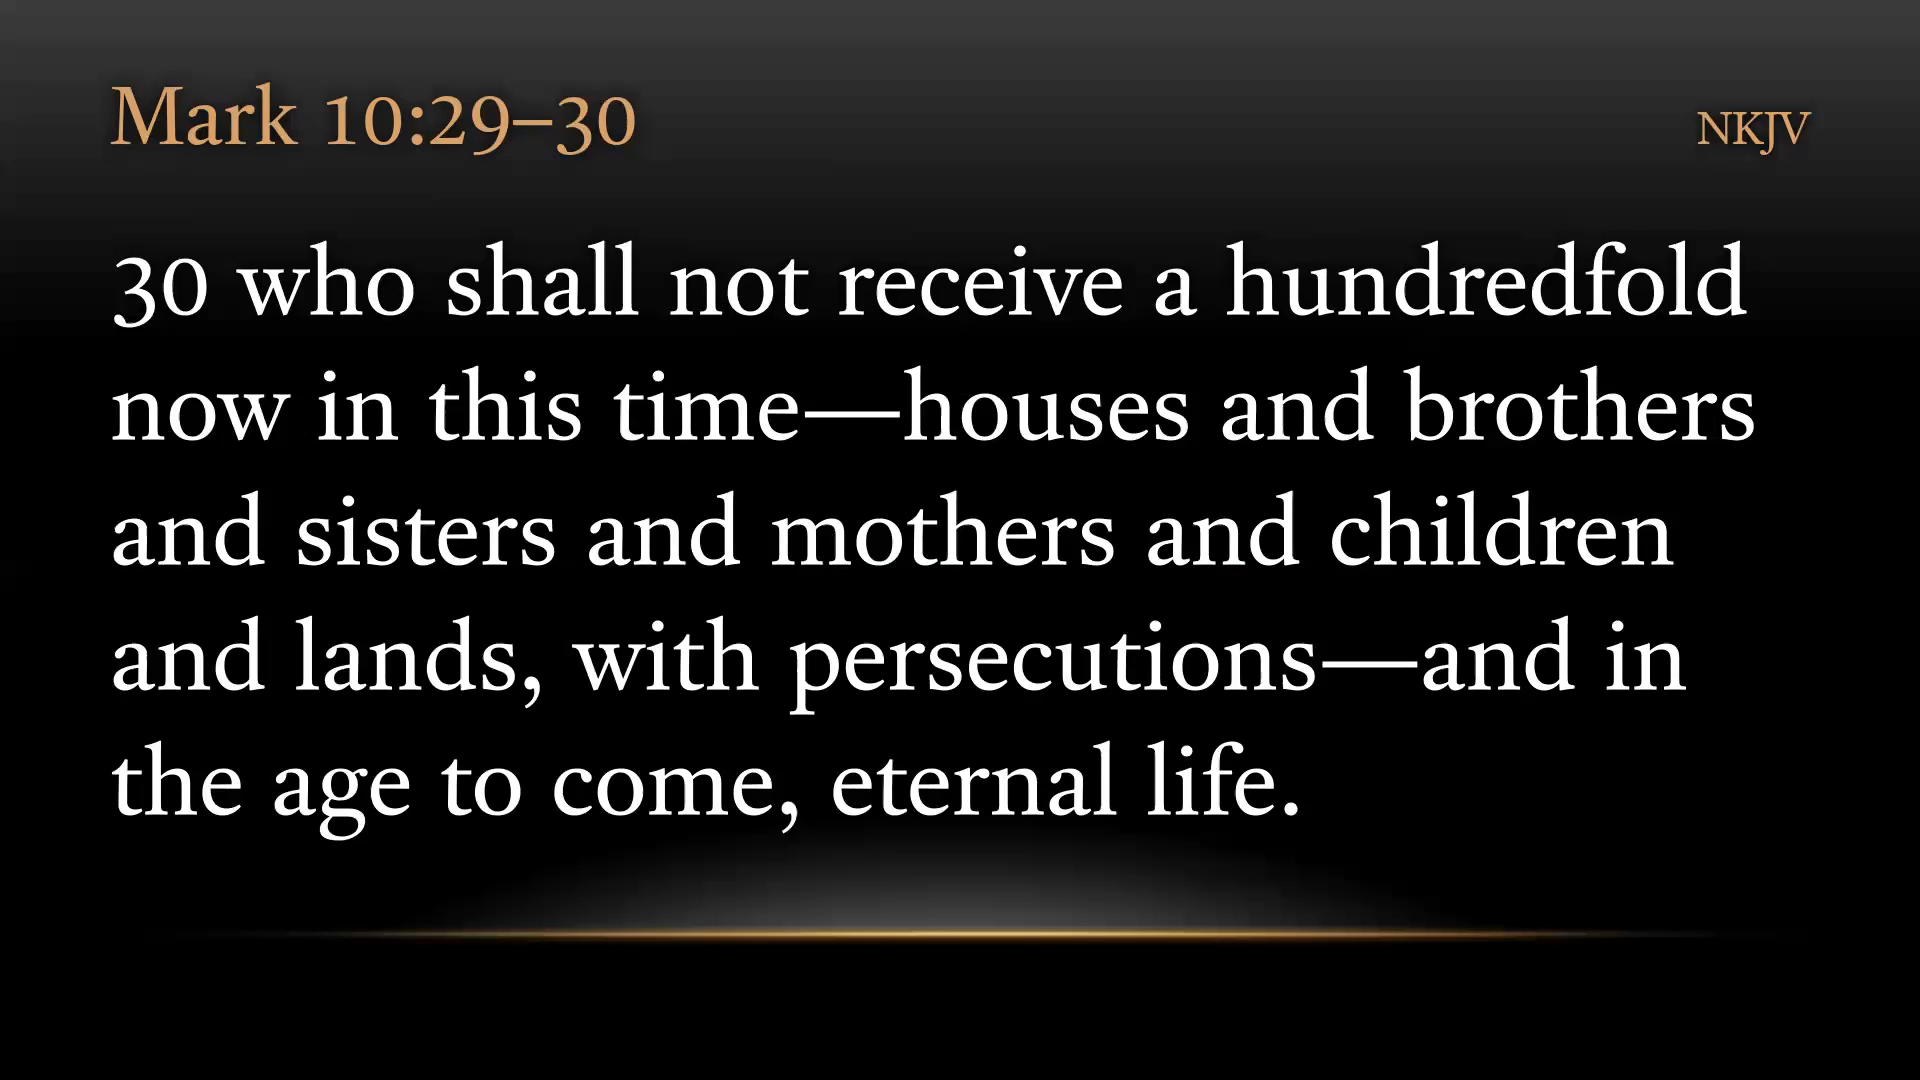 Mark 10:29–30
NKJV
30 who shall not receive a hundredfold
now in this time—houses and brothers
and sisters and mothers and children
and lands, with persecutions—and in
the age to come, eternal life.